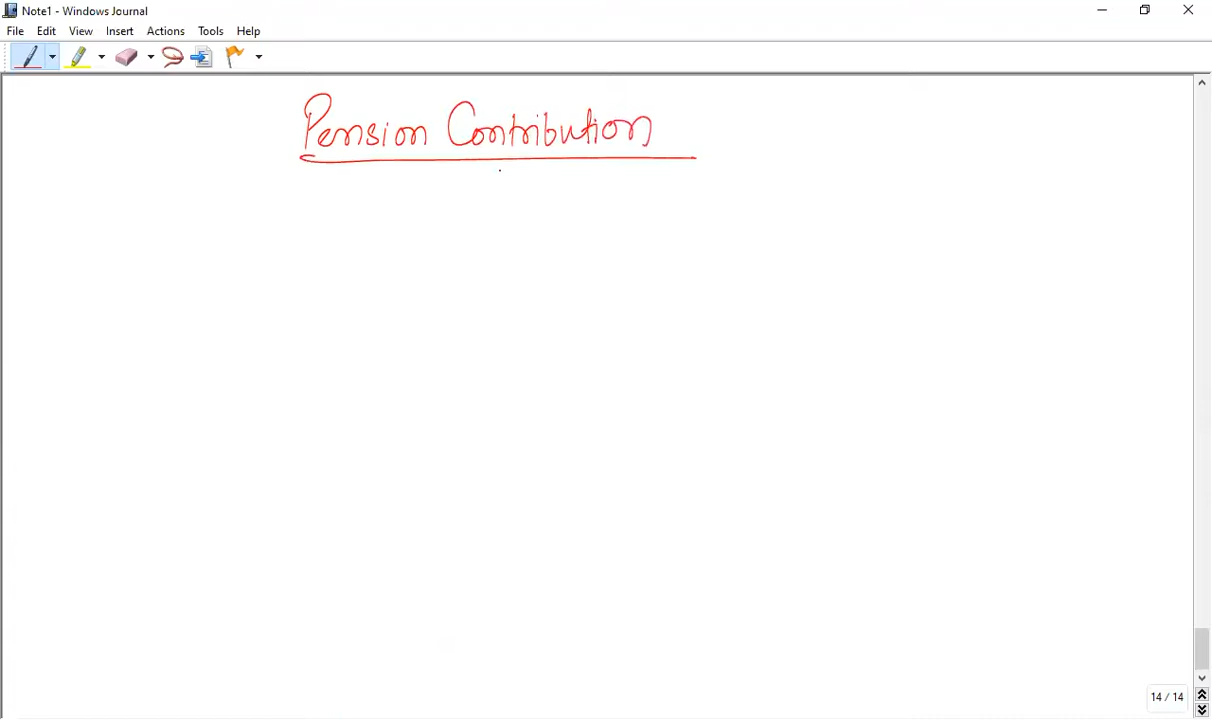 Note1 - Windows Journal
File Edit View Insert Actions Tools Help
Pension Contribution
14 / 14